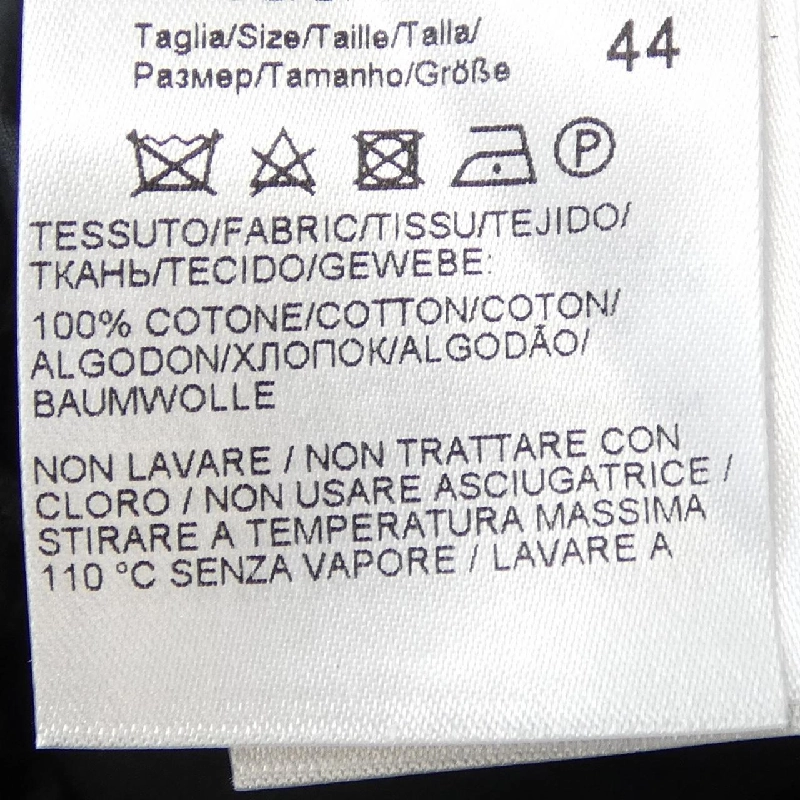 Taglia/Size/Taille/Talla/
Размер/Tamanho/Größe
44
P
TESSUTO/FABRIC/TISSU/TEJIDO/
ТКАНЬ/TECIDO/GEWEBE:
100% COTONE/COTTON/COTON/
ALGODON/ХЛОПОК/ALGODÃO/
BAUMWOLLE
NON LAVARE / NON TRATTARE CON
CLORO / NON USARE ASCIUGATRICE /
STIRARE A TEMPERATURA MASSIMA
110 °C SENZA VAPORE / LAVARE A